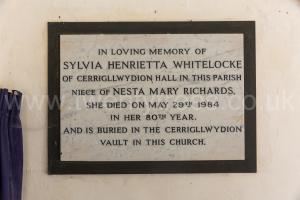 IN LOVING MEMORY OF
SYLVIA HENRIETTA WHITELOCKE
OF CERRIGLLWYDION HALL IN THIS PARISH
NIECE OF NESTA MARY RICHARDS.
SHE DIED ON MAY 29TH 1984
IN HER 80TH YEAR.
AND IS BURIED IN THE CERRIGLLWYDION
VAULT IN THIS CHURCH.